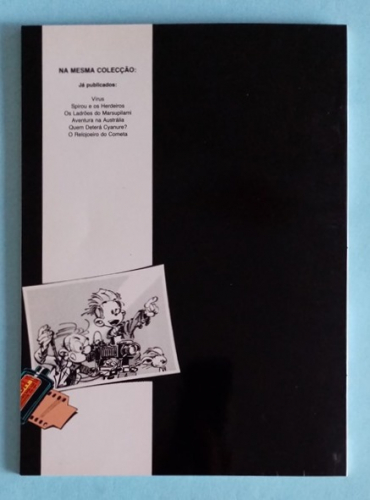 NA MESMA COLECÇÃO:
Já publicados:
Vírus
Spirou e os Herdeiros
Os Ladrões do Marsupilami
Aventura na Austrália
Quem Deterá Cyanure?
O Relojoeiro do Cometa